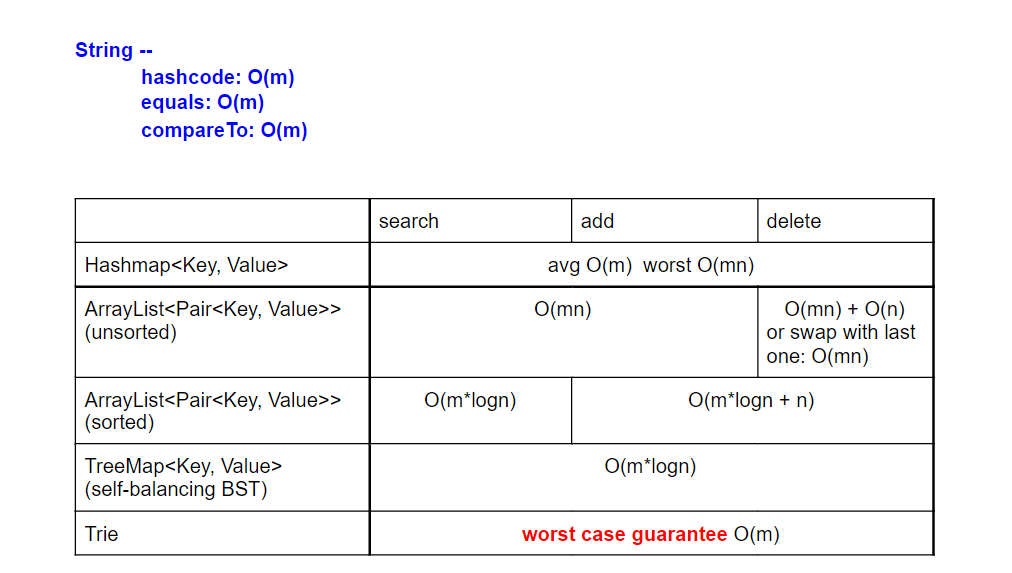 String --
hashcode: O(m)
equals: O(m)
compareTo: O(m)
search add delete
Hashmap<Key, Value> avg O(m) worst O(mn)
ArrayList<Pair<Key, Value>> O(mn) O(mn) + O(n)
(unsorted) or swap with last
one: O(mn)
ArrayList<Pair<Key, Value>> O(m*logn) O(m*logn + n)
(sorted)
TreeMap<Key, Value> O(m*logn)
(self-balancing BST)
Trie worst case guarantee O(m)